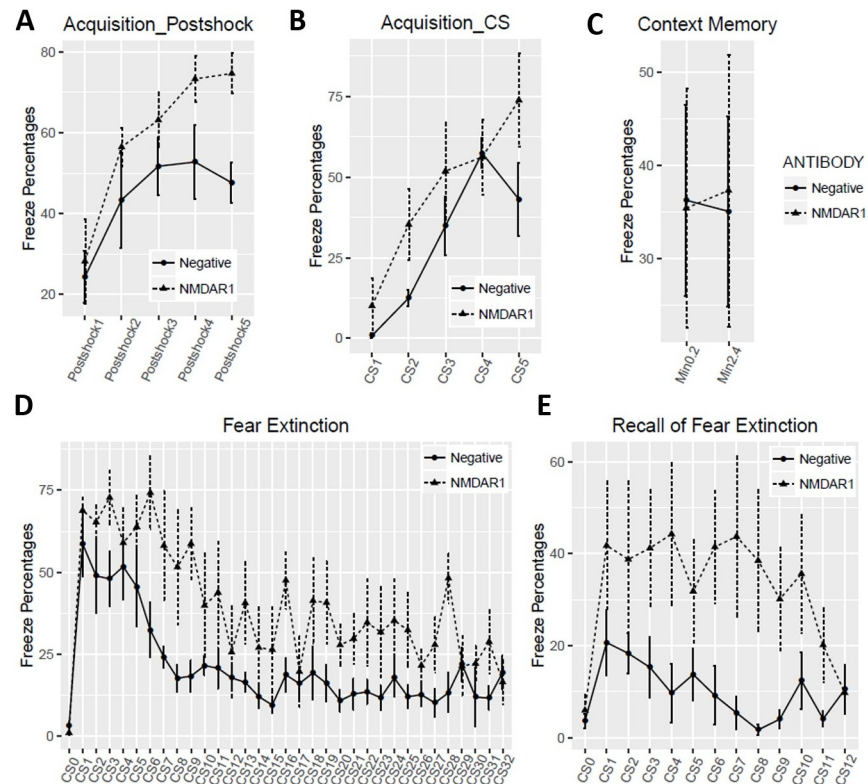 A
Acquisition_Postshock
Freeze Percentages
80
60
40
20
Negative
NMDAR1
Postshock1
Postshock2
Postshock3
Postshock4
Postshock5
B
Acquisition_CS
Freeze Percentages
75
50
25
0
Negative
NMDAR1
CS1
CS2
CS3
CS4
CS5
C
Context Memory
Freeze Percentages
50
40
30
Min0.2
Min2.4
ANTIBODY
Negative
NMDAR1
D
Fear Extinction
Freeze Percentages
75
50
25
0
Negative
NMDAR1
CS0
CS1
CS2
CS3
CS4
CS5
CS6
CS7
CS8
CS9
CS10
CS11
CS12
CS13
CS14
CS15
CS16
CS17
CS18
CS19
CS20
CS21
CS22
CS23
CS24
CS25
CS26
CS27
CS28
CS29
CS30
CS31
CS32
E
Recall of Fear Extinction
Freeze Percentages
60
40
20
0
Negative
NMDAR1
CS0
CS1
CS2
CS3
CS4
CS5
CS6
CS7
CS8
CS9
CS10
CS11
CS12